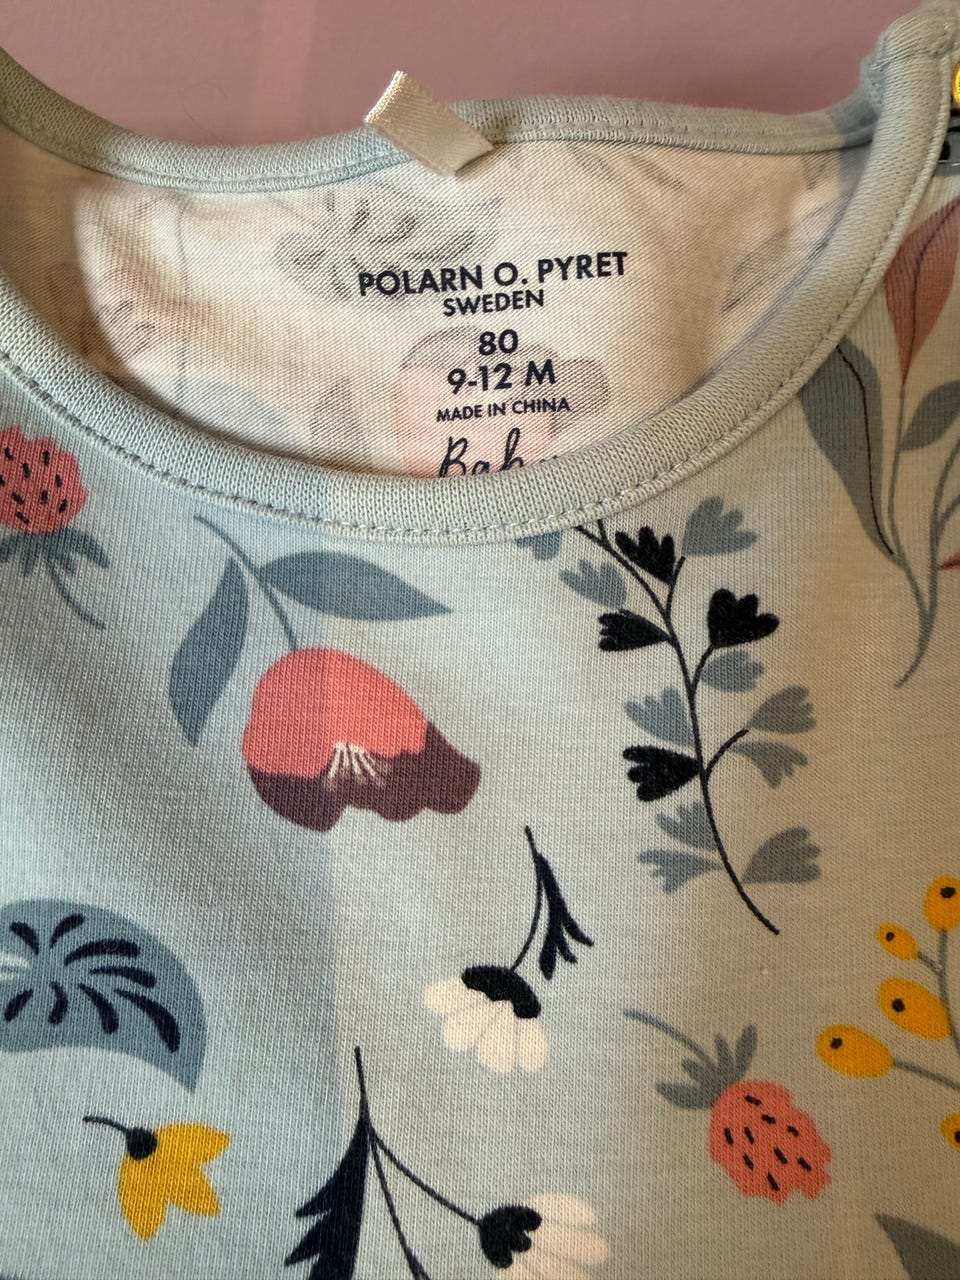 POLARN O. PYRET
SWEDEN
80
9-12 M
MADE IN CHINA